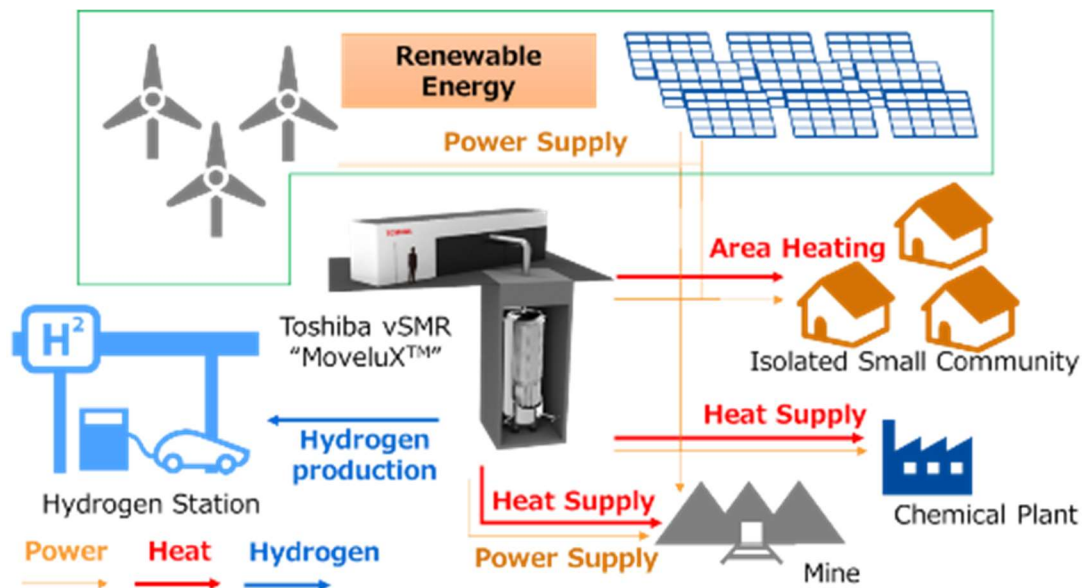 Renewable
Energy
Power Supply
TOSHIBA
Area Heating
Toshiba vSMR
“MoveluX™”
Isolated Small Community
H²
Heat Supply
Hydrogen
production
Hydrogen Station
Heat Supply
Chemical Plant
Power Supply
Mine
Power
Heat
Hydrogen